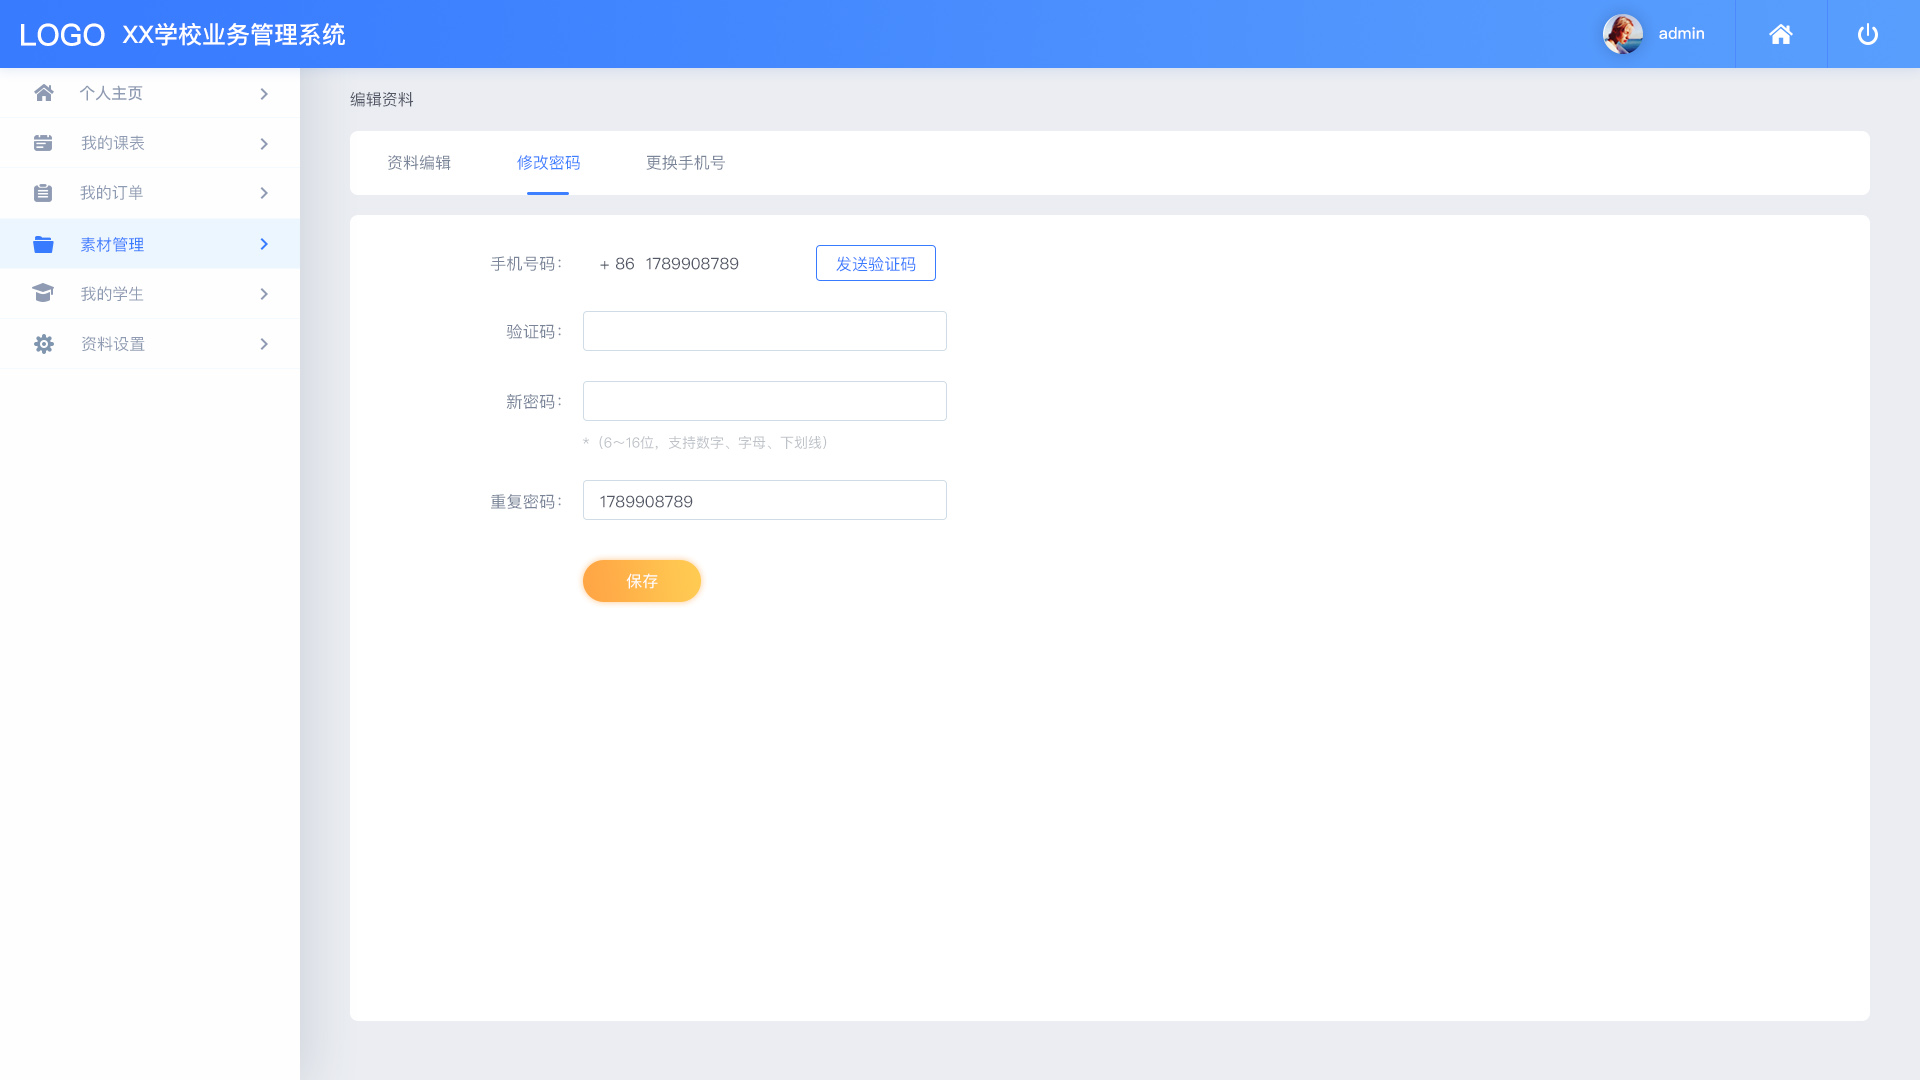 LOGO XX学校业务管理系统
admin
个人主页
我的课表
我的订单
素材管理
我的学生
资料设置
编辑资料
资料编辑 修改密码 更换手机号
手机号码： + 86 1789908789 发送验证码
验证码：
新密码：
*（6～16位，支持数字、字母、下划线）
重复密码： 1789908789
保存